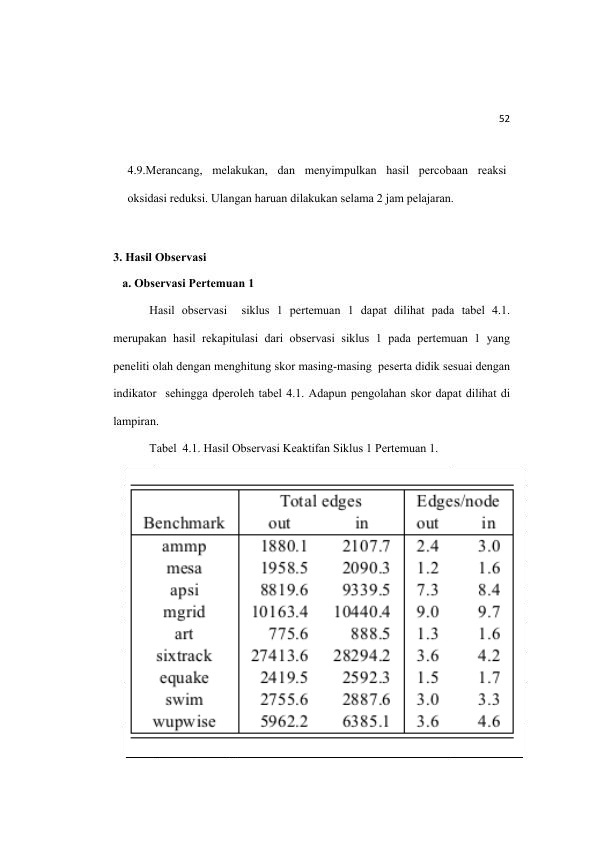 52
4.9.Merancang, melakukan, dan menyimpulkan hasil percobaan reaksi
oksidasi reduksi. Ulangan haruan dilakukan selama 2 jam pelajaran.
3. Hasil Observasi
a. Observasi Pertemuan 1
Hasil observasi siklus 1 pertemuan 1 dapat dilihat pada tabel 4.1.
merupakan hasil rekapitulasi dari observasi siklus 1 pada pertemuan 1 yang
peneliti olah dengan menghitung skor masing-masing peserta didik sesuai dengan
indikator sehingga dperoleh tabel 4.1. Adapun pengolahan skor dapat dilihat di
lampiran.
Tabel 4.1. Hasil Observasi Keaktifan Siklus 1 Pertemuan 1.
Total edges Edges/node
Benchmark out in out in
ammp 1880.1 2107.7 2.4 3.0
mesa 1958.5 2090.3 1.2 1.6
apsi 8819.6 9339.5 7.3 8.4
mgrid 10163.4 10440.4 9.0 9.7
art 775.6 888.5 1.3 1.6
sixtrack 27413.6 28294.2 3.6 4.2
equake 2419.5 2592.3 1.5 1.7
swim 2755.6 2887.6 3.0 3.3
wupwise 5962.2 6385.1 3.6 4.6